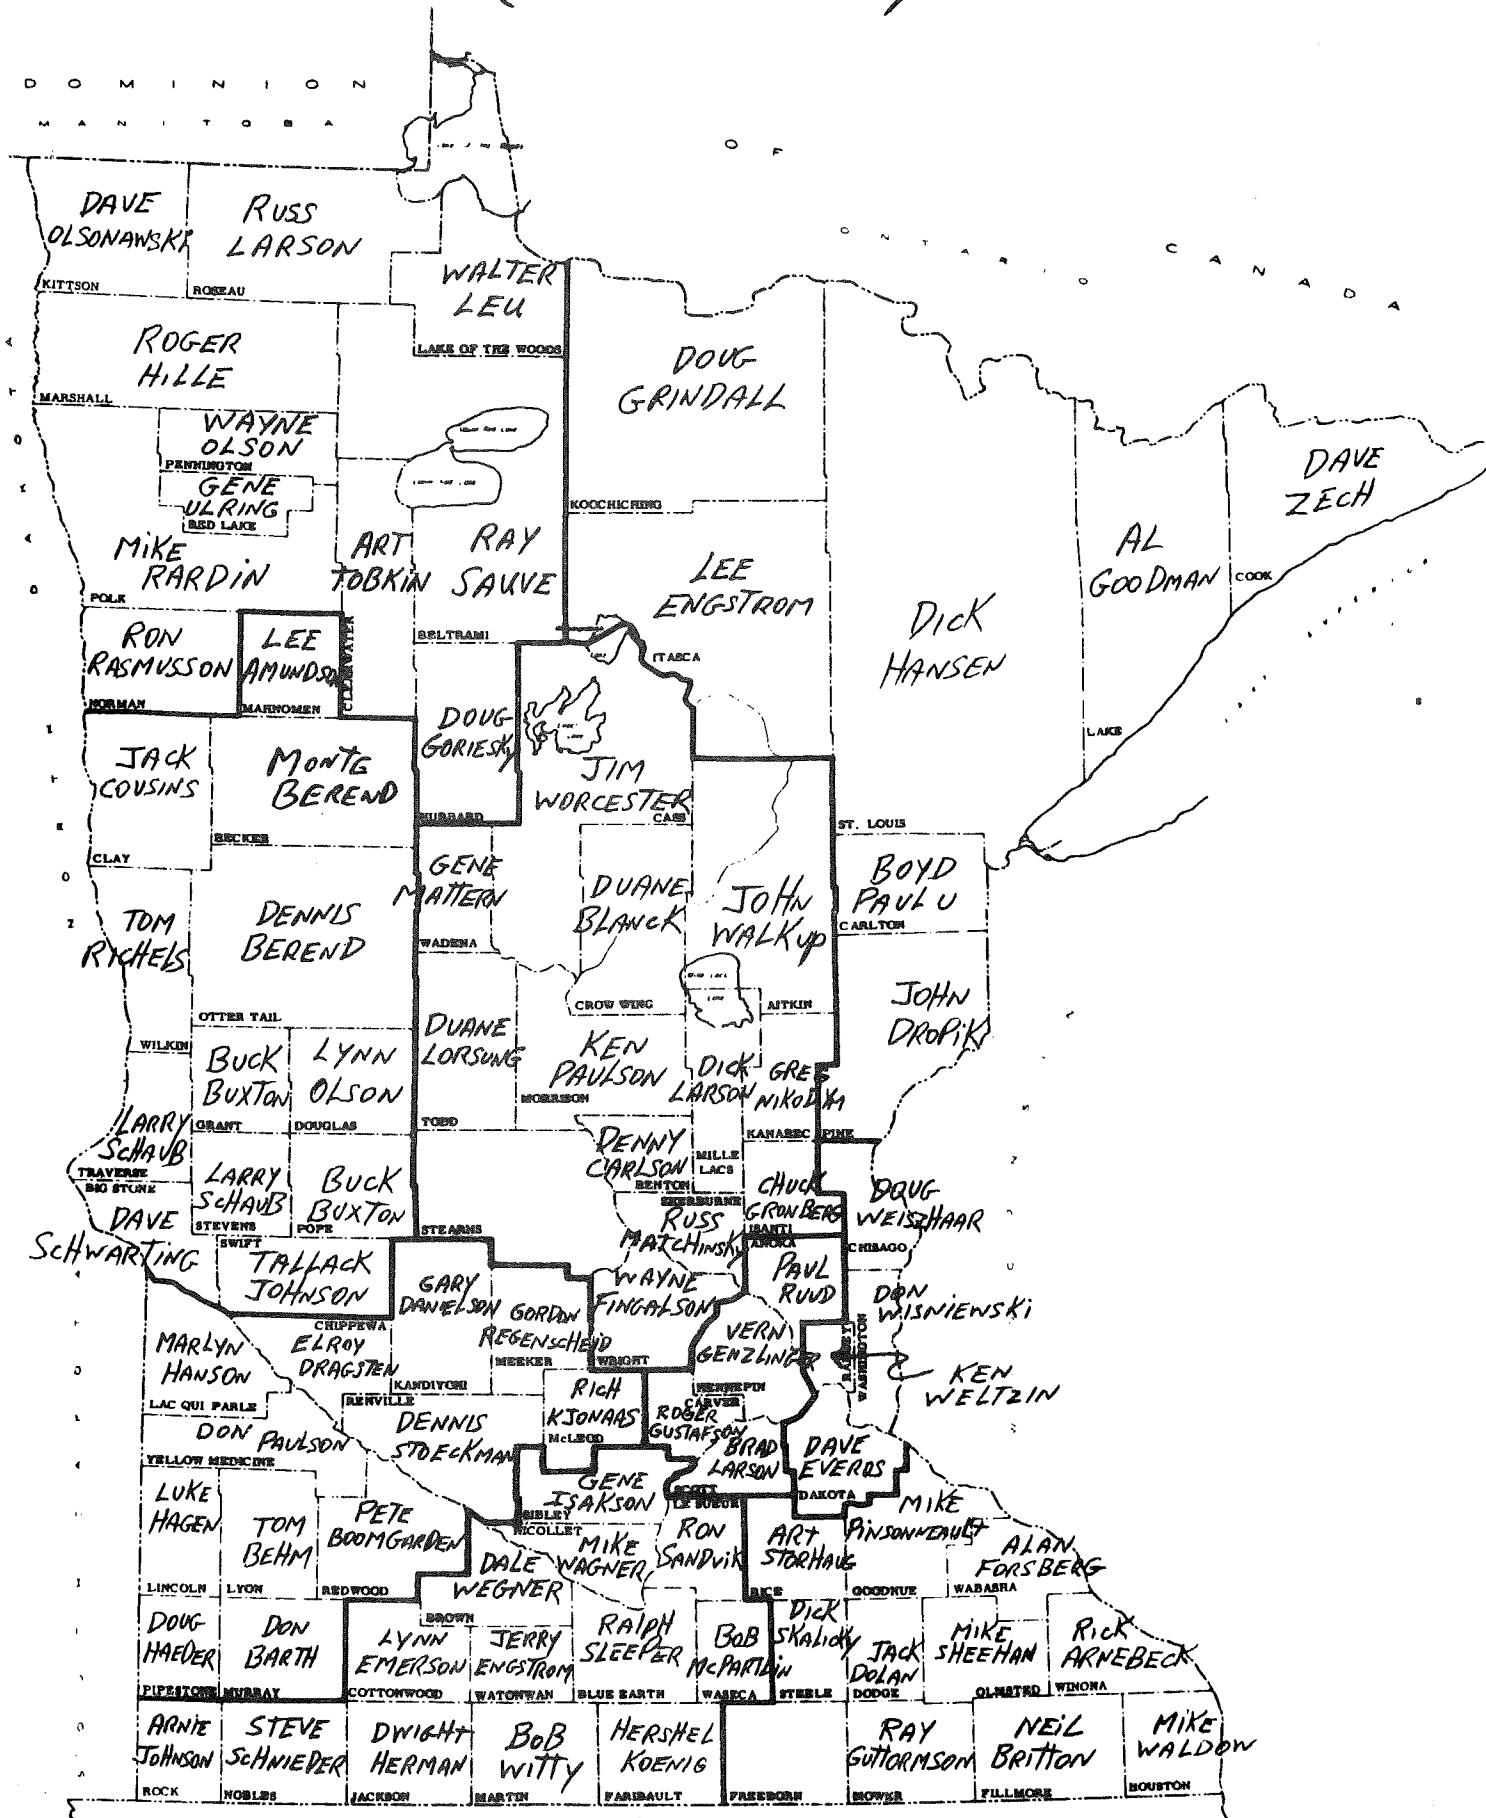 DOMINION
MANITOBA
OF
ONTARIO
CANADA
DAVE
OLSONAWSKI
KITTSON
RUSS
LARSON
ROSEAU
WALTER
LEU
LAKE OF THE WOODS
ROGER
HILLE
MARSHALL
DOUG
GRINDALL
KOOCHICHING
WAYNE
OLSON
PENNINGTON
GENE
ULRING
RED LAKE
DAVE
ZECH
COOK
MIKE
RARDIN
POLK
ART
TOBKIN
CLEARWATER
RAY
SAUVE
BELTRAMI
LEE
ENGSTROM
ITASCA
AL
GOODMAN
LAKE
DICK
HANSEN
ST. LOUIS
RON
RASMUSSON
NORMAN
LEE
AMUNDSON
MAHNOMEN
DOUG
GORIESKY
HUBBARD
JACK
COUSINS
CLAY
MONTE
BEREND
BECKER
JIM
WORCESTER
CASS
GENE
MATTERN
WADENA
DUANE
BLANCK
CROW WING
JOHN
WALKUP
AITKIN
BOYD
PAULU
CARLTON
TOM
RICHELS
WILKIN
DENNIS
BEREND
OTTER TAIL
JOHN
DROPIK
PINE
BUCK
BUXTON
GRANT
LYNN
OLSON
DOUGLAS
DUANE
LORSUNG
TODD
KEN
PAULSON
MORRISON
DICK
LARSON
MILLE
LACS
GREG
NIKODYM
KANABEC
LARRY
SCHAUB
TRAVERSE
BIG STONE
LARRY
SCHAUB
STEVENS
BUCK
BUXTON
POPE
STEARNS
DENNY
CARLSON
BENTON
SHERBURNE
RUSS
MATCHINSKY
CHUCK
GRONBERG
ISANTI
ANOKA
DOUG
WEISZHAAR
CHISAGO
DAVE
SCHWARTING
SWIFT
TALLACK
JOHNSON
GARY
DANIELSON
KANDIYOHI
GORDON
REGENSCHEID
MEEKER
WAYNE
FINGALSON
WRIGHT
PAUL
RUUD
DON
WISNIEWSKI
WASHINGTON
RAMSEY
VERN
GENZLINGER
HENNEPIN
KEN
WELTZIN
CHIPPEWA
ELROY
DRAGSTEN
MARLYN
HANSON
LAC QUI PARLE
RENVILLE
DENNIS
STOECKMAN
RICH
KJONAAS
McLEOD
CARVER
ROGER
GUSTAFSON
BRAD
LARSON
SCOTT
DAVE
EVERDS
DAKOTA
DON PAULSON
YELLOW MEDICINE
LUKE
HAGEN
LINCOLN
TOM
BEHM
LYON
PETE
BOOMGARDEN
REDWOOD
GENE
ISAKSON
SIBLEY
NICOLLET
MIKE
WAGNER
LE SUEUR
RON
SANDVIK
ART
STORHAUG
RICE
MIKE
PINSONNEAULT
GOODHUE
ALAN
FORSBERG
WABASHA
DALE
WEGNER
BROWN
DOUG
HAEDER
PIPESTONE
DON
BARTH
MURRAY
LYNN
EMERSON
COTTONWOOD
JERRY
ENGSTROM
WATONWAN
RALPH
SLEEPER
BLUE EARTH
BOB
McPARTLIN
WASECA
DICK
SKALICKY
STEELE
JACK
DOLAN
DODGE
MIKE
SHEEHAN
OLMSTED
RICK
ARNEBECK
WINONA
ARNIE
JOHNSON
ROCK
STEVE
SCHNIEDER
NOBLES
DWIGHT
HERMAN
JACKSON
BOB
WITTY
MARTIN
HERSHEL
KOENIG
FARIBAULT
FREEBORN
RAY
GUTTORMSON
MOWER
NEIL
BRITTON
FILLMORE
MIKE
WALDOW
HOUSTON